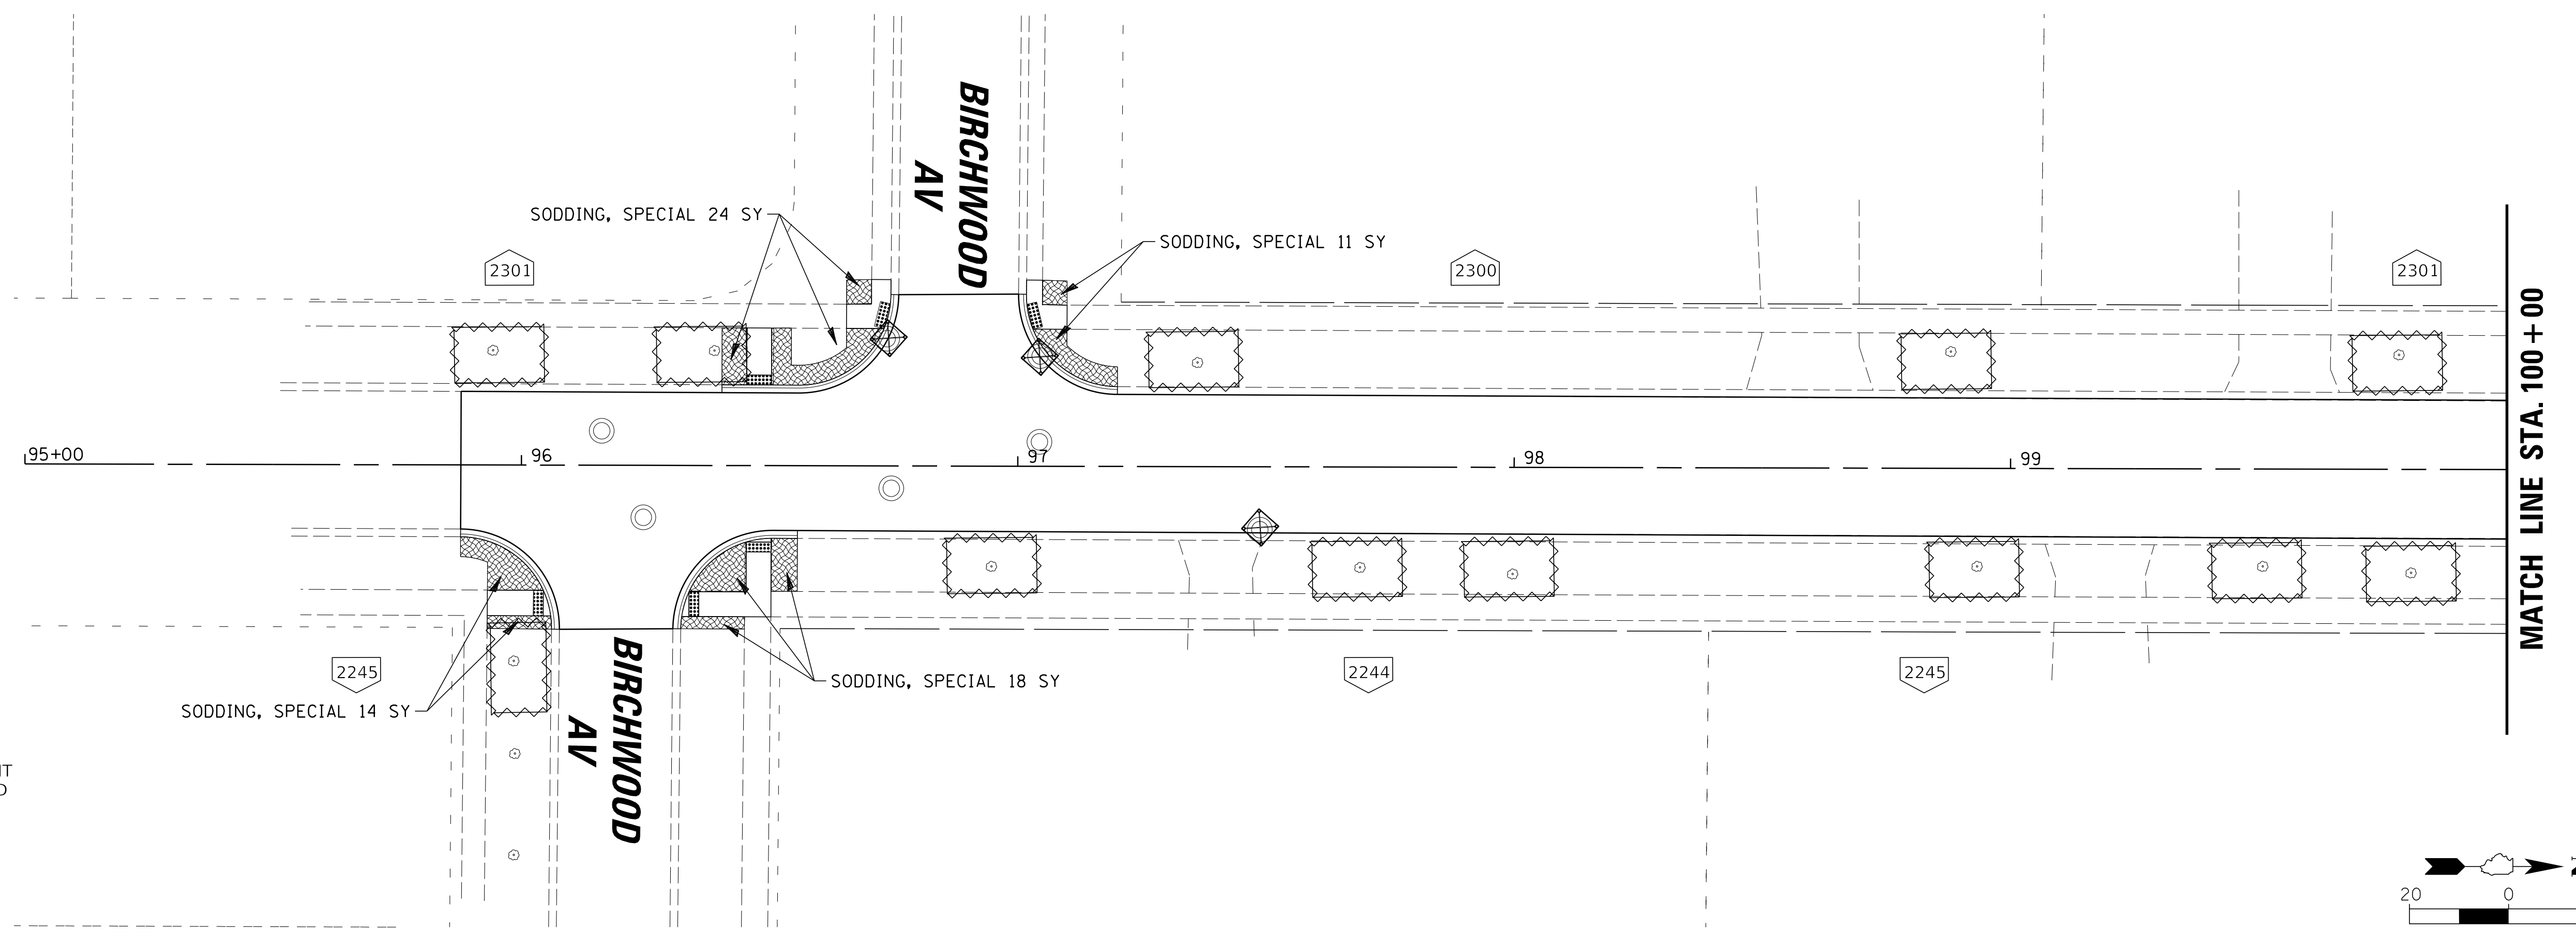 BIRCHWOOD
AV
SODDING, SPECIAL 24 SY
SODDING, SPECIAL 11 SY
2301
2300
2301
95+00
96
97
98
99
MATCH LINE STA. 100+00
2245
2244
2245
SODDING, SPECIAL 18 SY
SODDING, SPECIAL 14 SY
BIRCHWOOD
AV
20
0